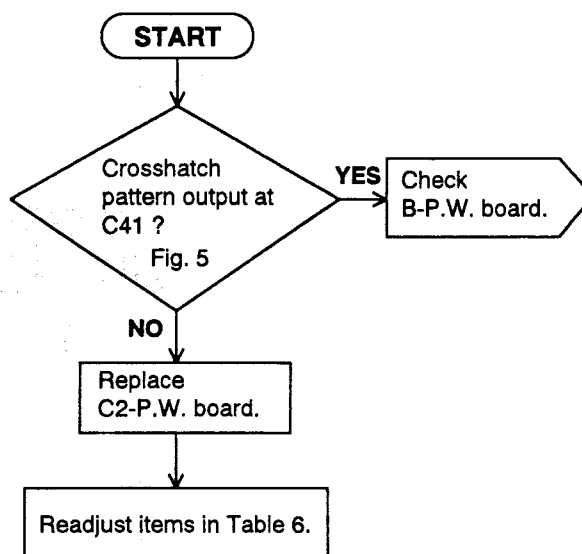 START
Crosshatch
pattern output at
C41 ?
Fig. 5
YES
Check
B-P.W. board.
NO
Replace
C2-P.W. board.
Readjust items in Table 6.